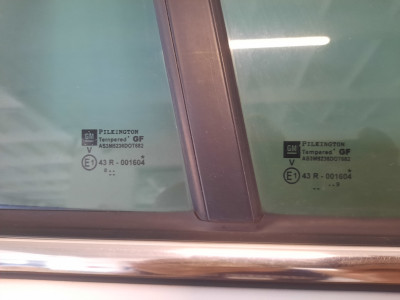 GM PILKINGTON
Tempered GF
V
E1 43 R - 001604
GM PILKINGTON
Tempered GF
V
E1 43 R - 001604